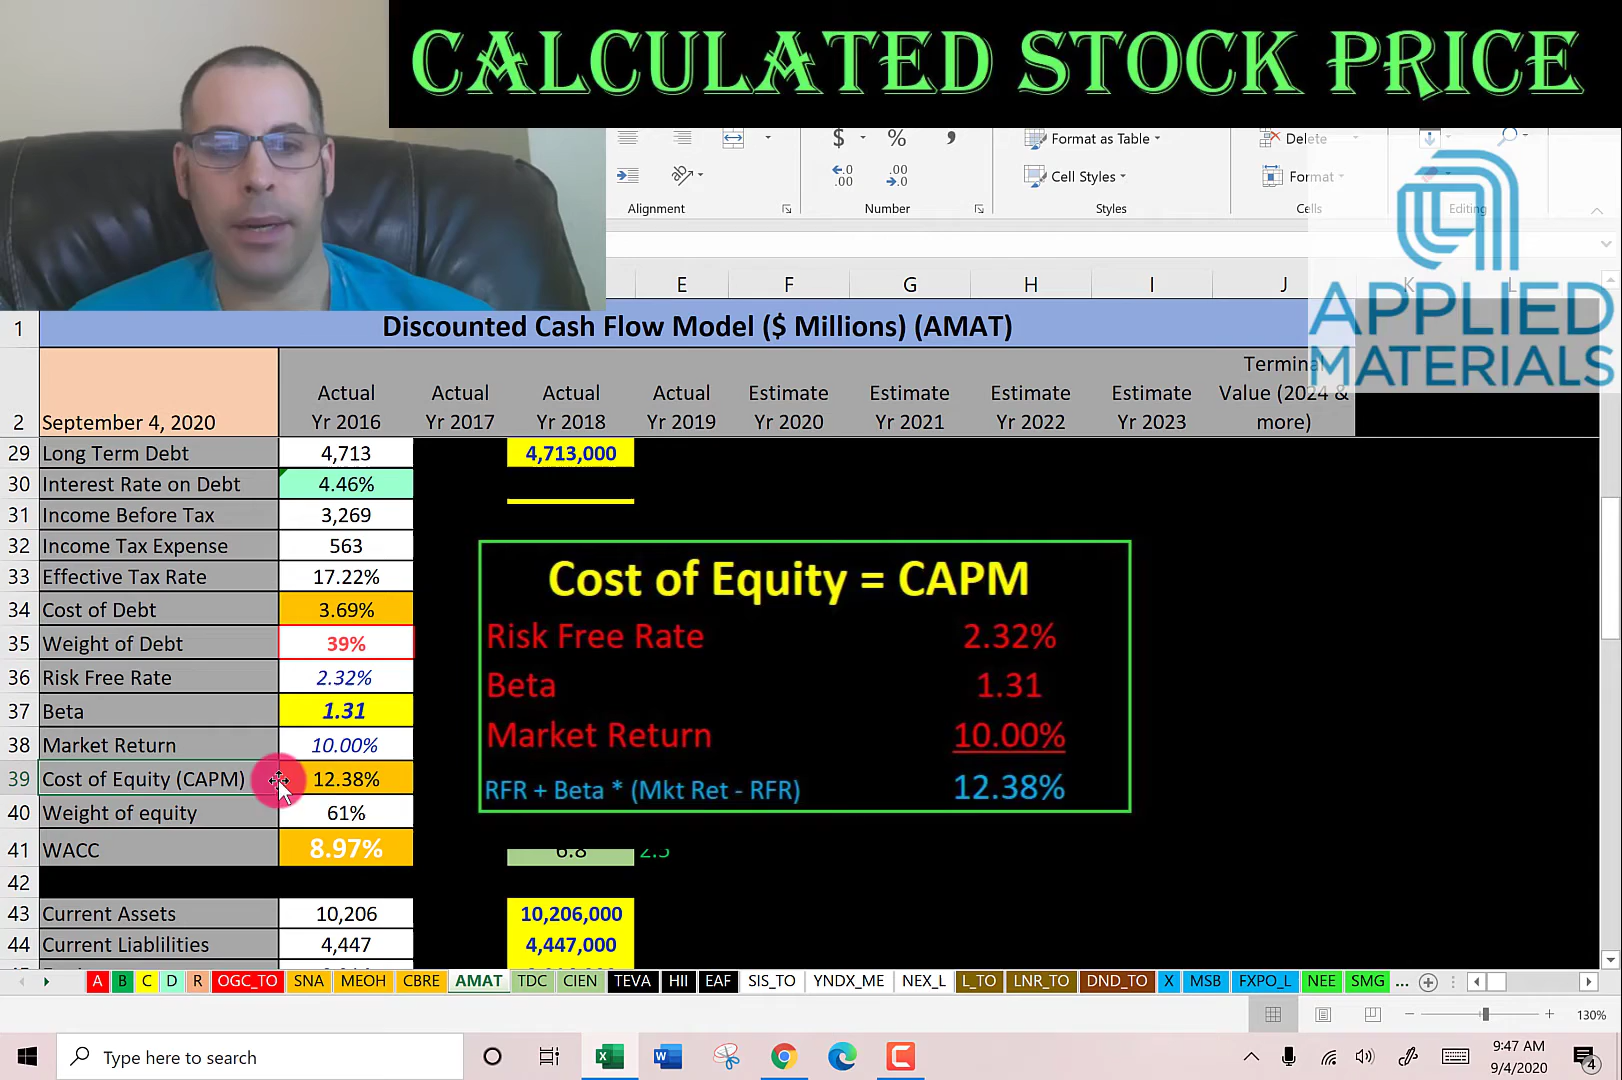 CALCULATED STOCK PRICE
$ % , Format as Table Delete
Cell Styles Format
Alignment Number Styles Cells Editing
E F G H I J K L
APPLIED
MATERIALS
1 Discounted Cash Flow Model ($ Millions) (AMAT)
Terminal
Actual Actual Actual Actual Estimate Estimate Estimate Estimate Value (2024 &
2 September 4, 2020 Yr 2016 Yr 2017 Yr 2018 Yr 2019 Yr 2020 Yr 2021 Yr 2022 Yr 2023 more)
29 Long Term Debt 4,713 4,713,000
30 Interest Rate on Debt 4.46%
31 Income Before Tax 3,269
32 Income Tax Expense 563
33 Effective Tax Rate 17.22%
34 Cost of Debt 3.69%
35 Weight of Debt 39%
36 Risk Free Rate 2.32%
37 Beta 1.31
38 Market Return 10.00%
39 Cost of Equity (CAPM) 12.38%
40 Weight of equity 61%
41 WACC 8.97% 6.8 2.5
42
43 Current Assets 10,206 10,206,000
44 Current Liablilities 4,447 4,447,000
Cost of Equity = CAPM
Risk Free Rate 2.32%
Beta 1.31
Market Return 10.00%
RFR + Beta * (Mkt Ret - RFR) 12.38%
A B C D R OGC_TO SNA MEOH CBRE AMAT TDC CIEN TEVA HII EAF SIS_TO YNDX_ME NEX_L L_TO LNR_TO DND_TO X MSB FXPO_L NEE SMG ...
130%
Type here to search
9:47 AM
9/4/2020
4